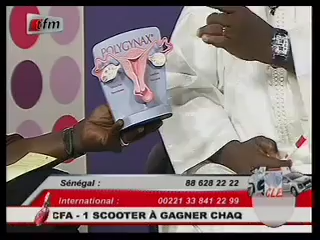 tfm
POLYGYNAX
Sénégal : 88 628 22 22
International : 00221 33 841 22 99
CFA - 1 SCOOTER À GAGNER CHAQ